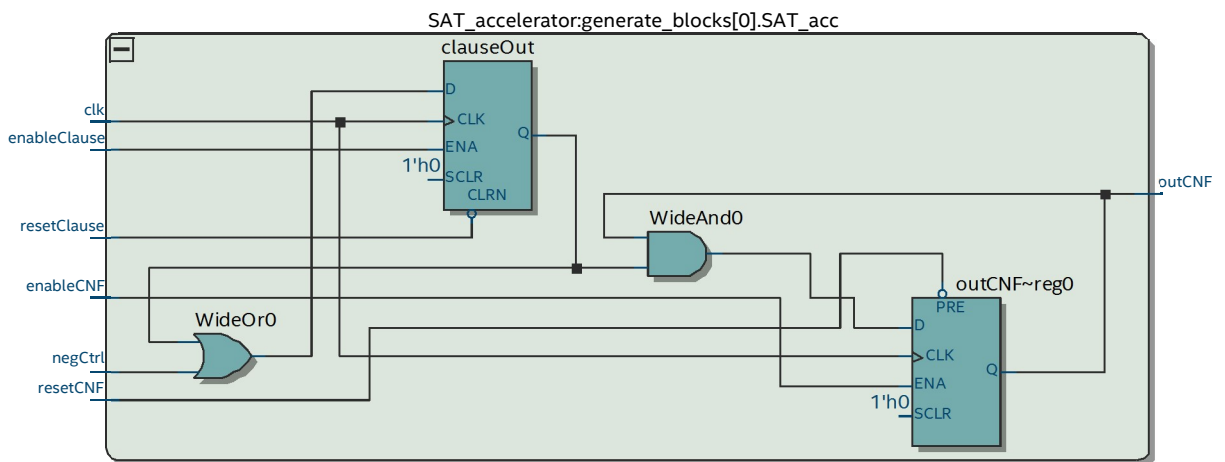 SAT_accelerator:generate_blocks[0].SAT_acc
clauseOut
D
clk
CLK
Q
enableClause
ENA
1'h0
SCLR
CLRN
outCNF
resetClause
WideAnd0
enableCNF
outCNF~reg0
PRE
WideOr0
D
negCtrl
CLK
Q
resetCNF
ENA
1'h0
SCLR